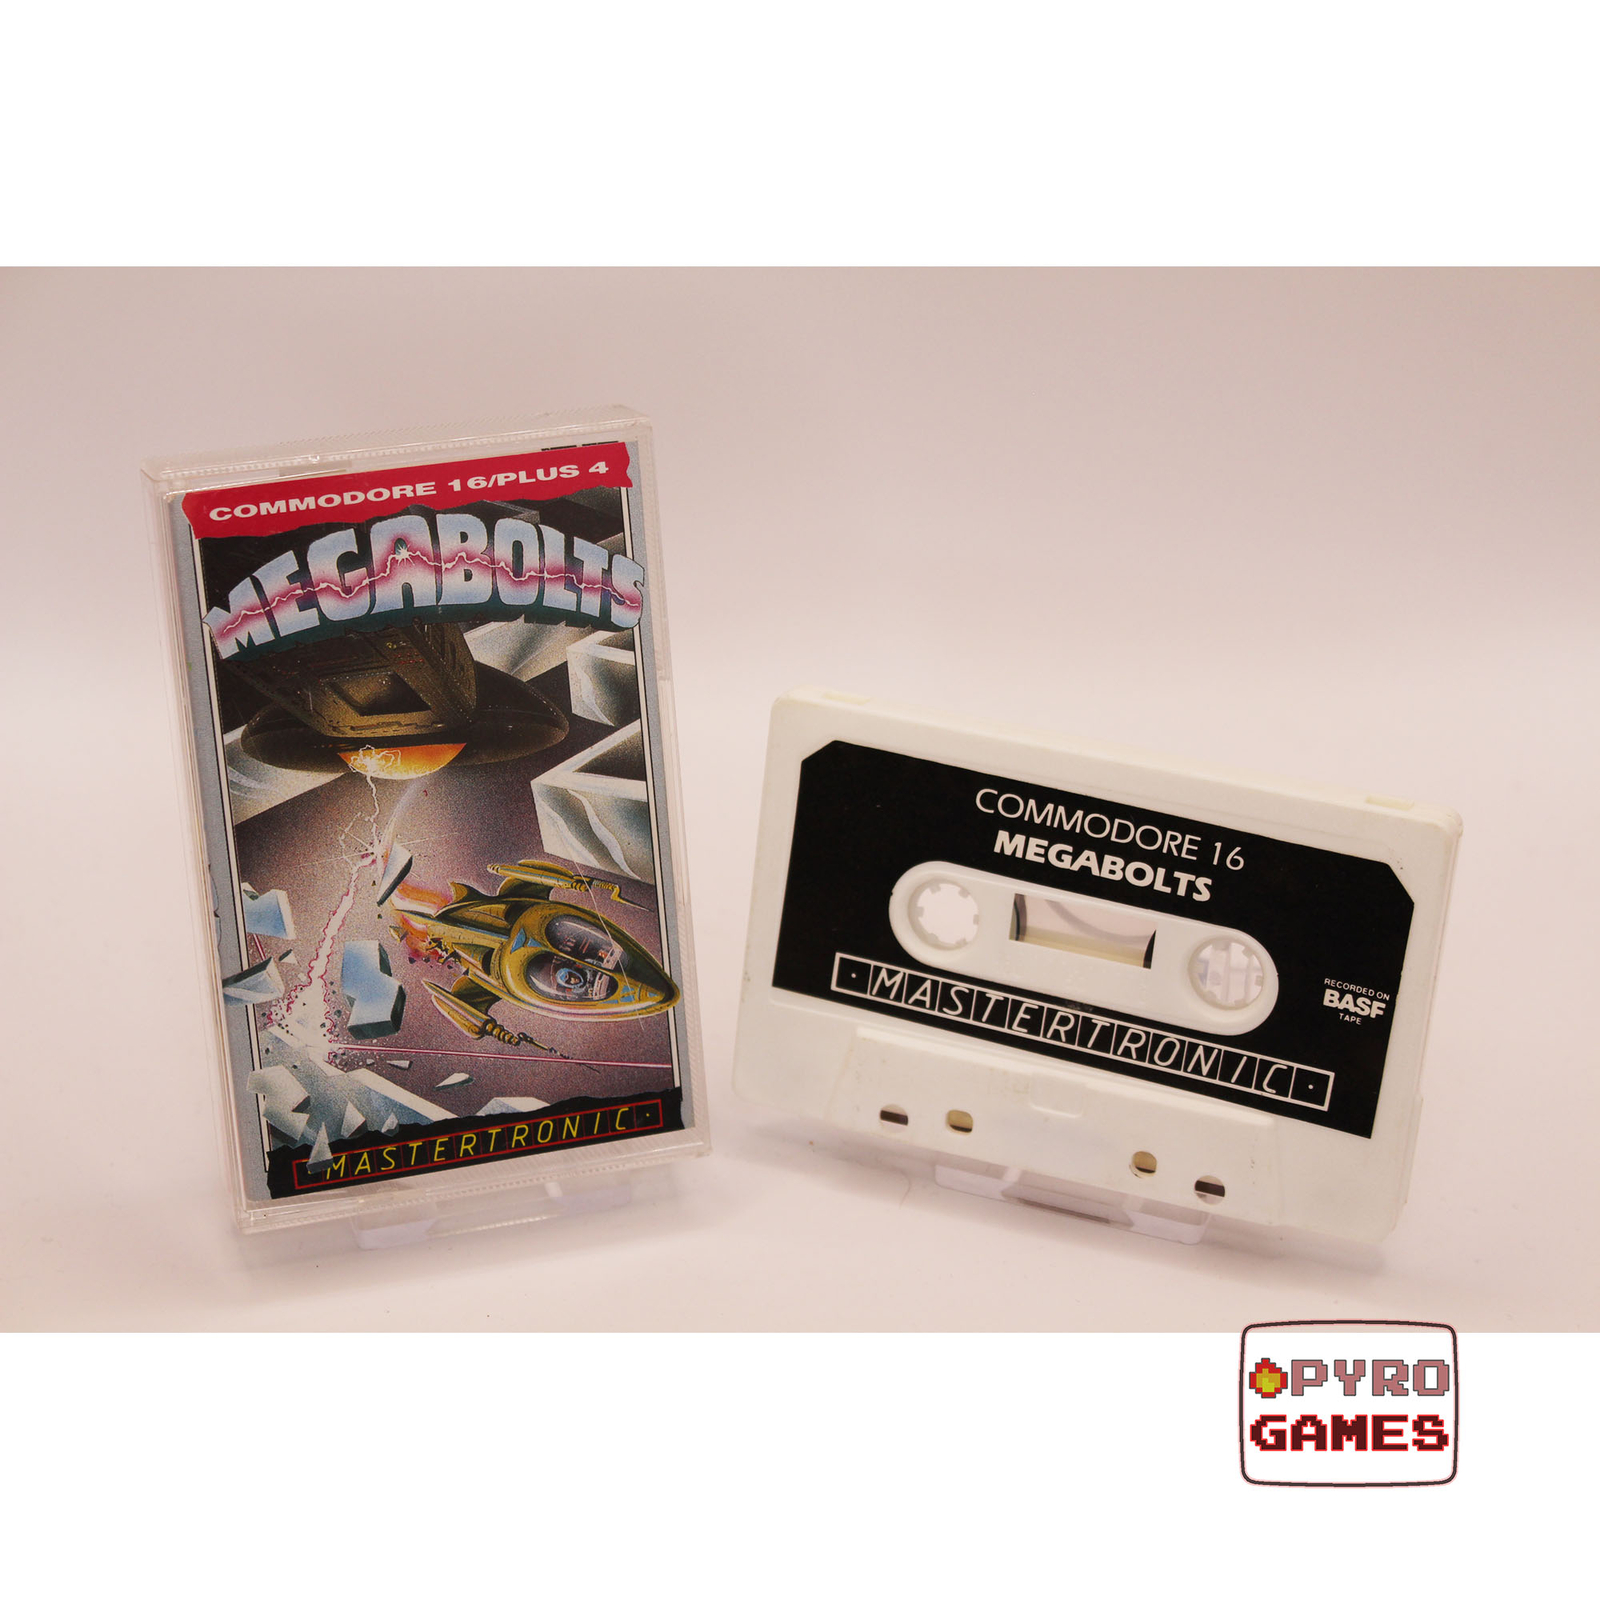 COMMODORE 16/PLUS 4
MEGABOLTS
MASTERTRONIC
COMMODORE 16
MEGABOLTS
MASTERTRONIC
RECORDED ON
BASF
TAPE
PYRO
GAMES